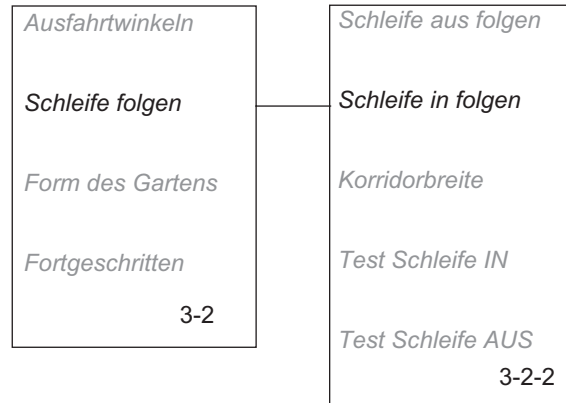 Ausfahrtwinkeln
Schleife folgen
Form des Gartens
Fortgeschritten
3-2
Schleife aus folgen
Schleife in folgen
Korridorbreite
Test Schleife IN
Test Schleife AUS
3-2-2